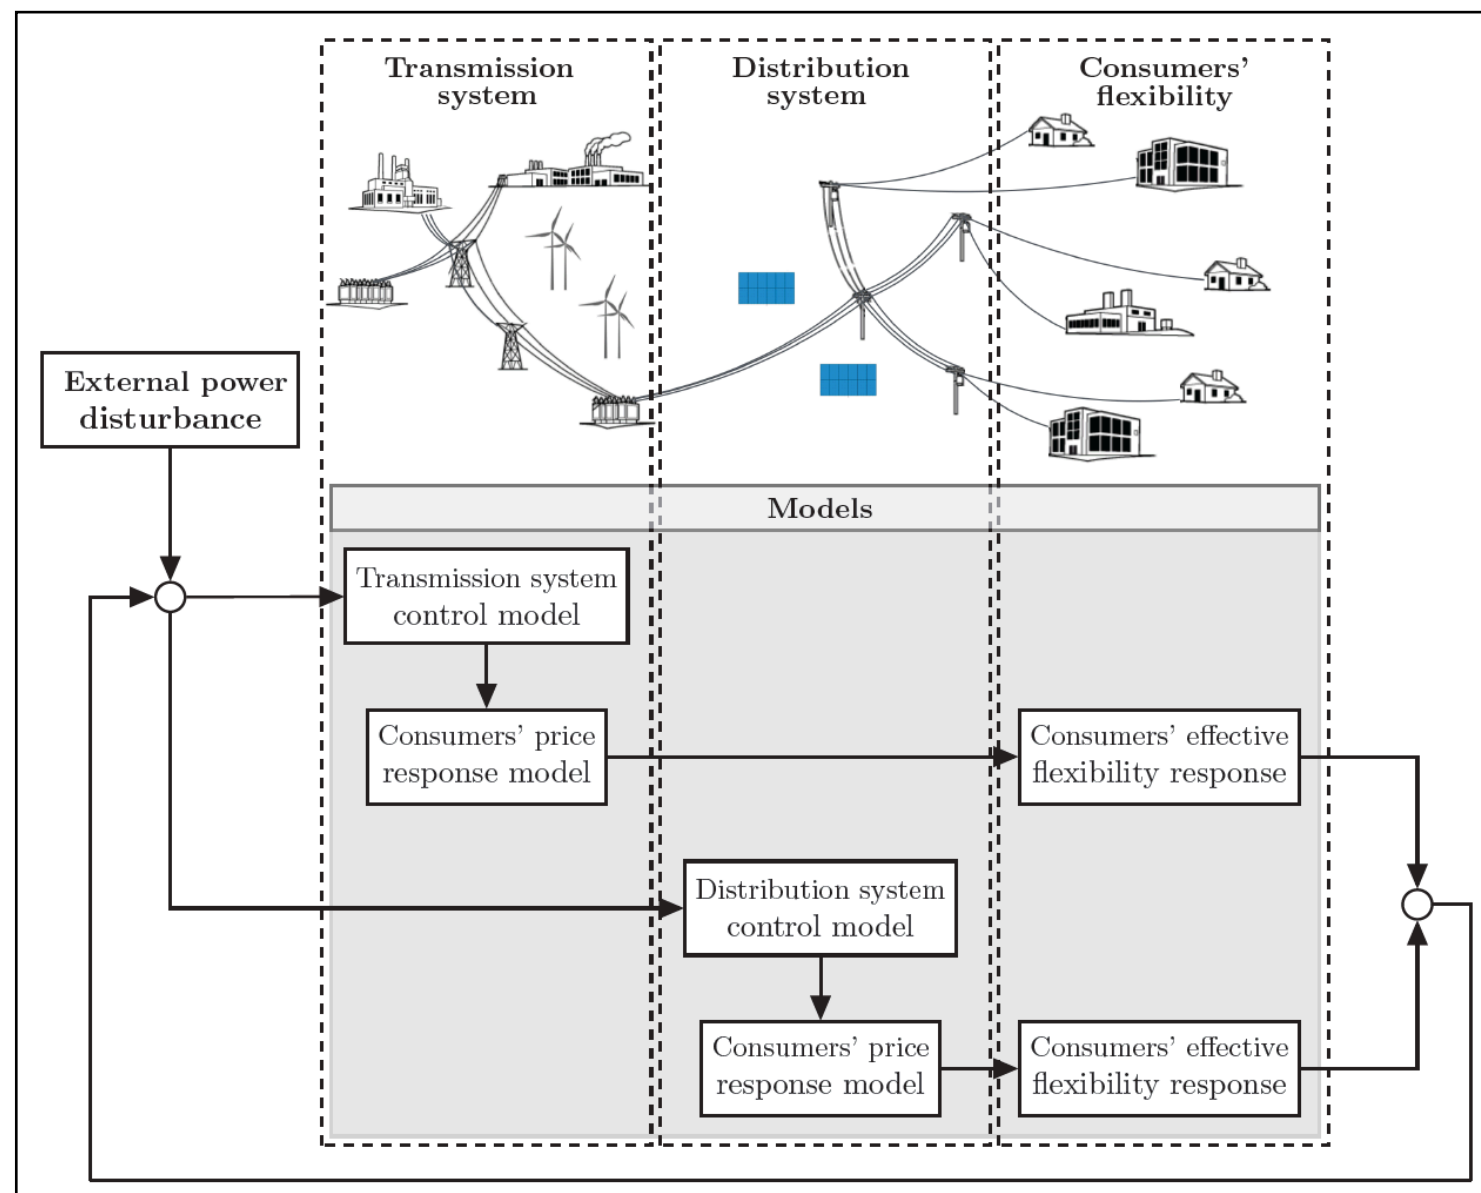 Transmission
system
Distribution
system
Consumers’
flexibility
External power
disturbance
Models
Transmission system
control model
Consumers’ price
response model
Consumers’ effective
flexibility response
Distribution system
control model
Consumers’ price
response model
Consumers’ effective
flexibility response